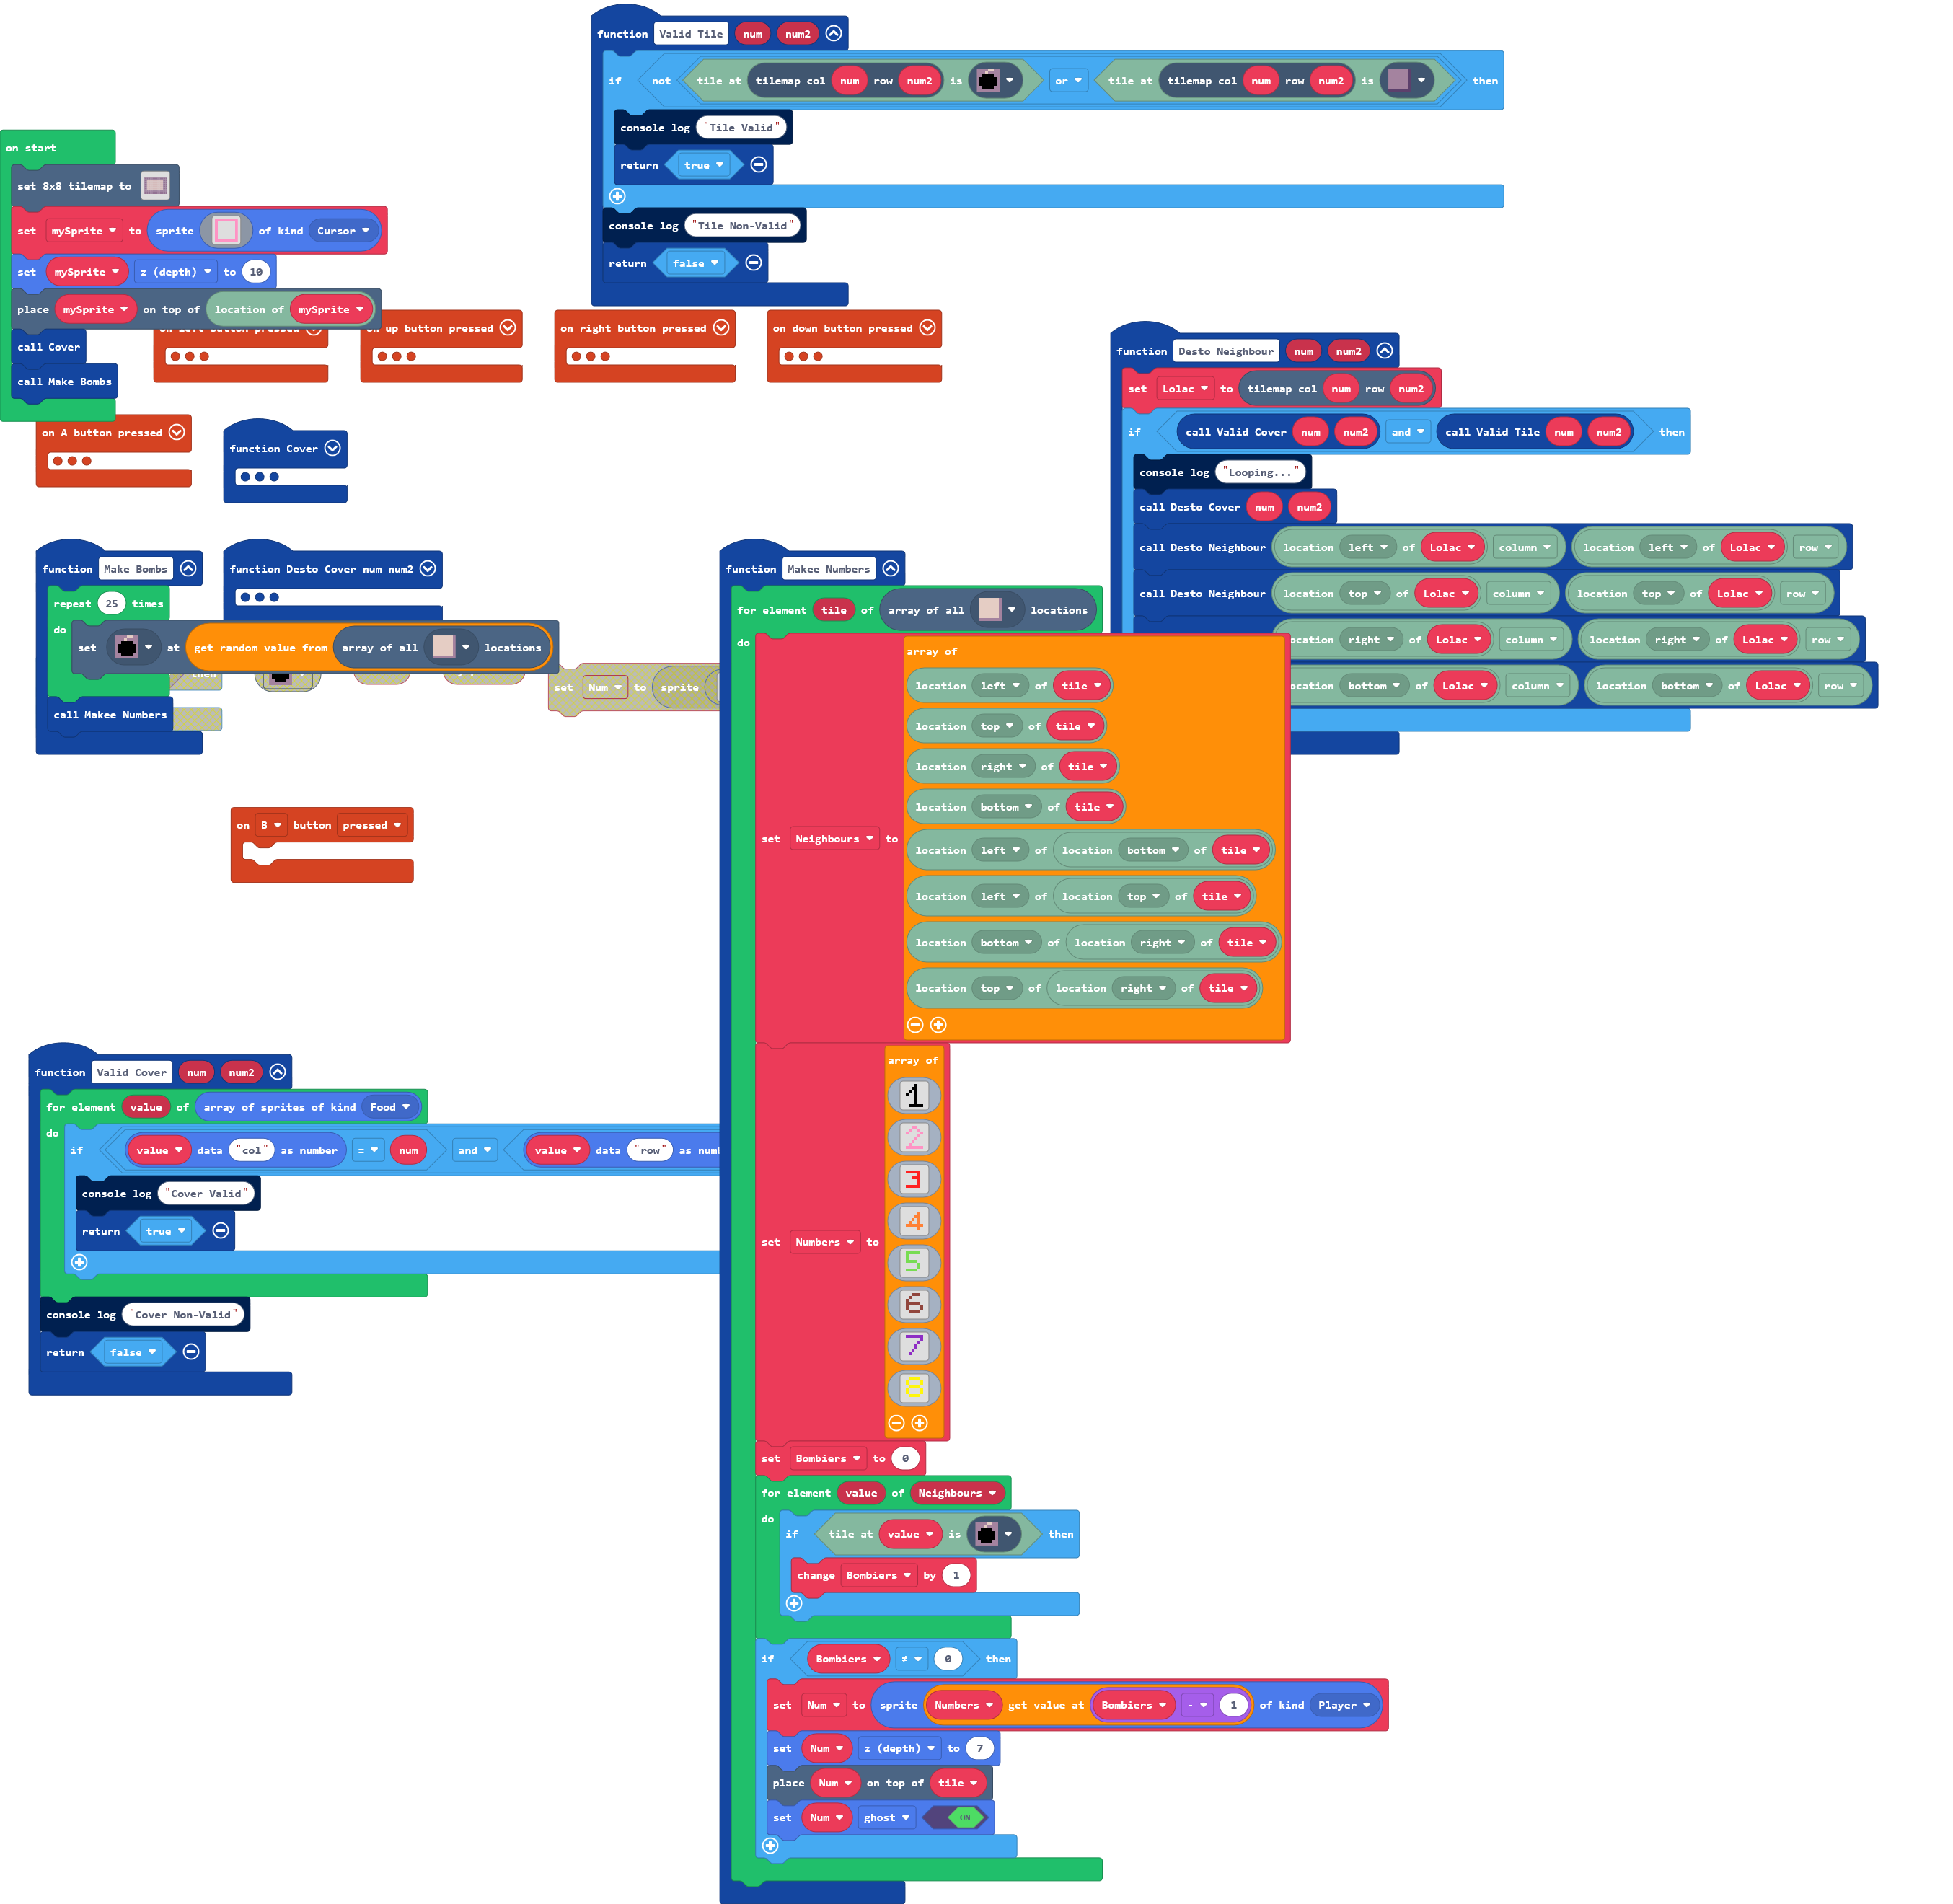 function Valid Tile num num2
if not tile at tilemap col num row num2 is or tile at tilemap col num row num2 is then
console log "Tile Valid"
return true
console log "Tile Non-Valid"
return false
on start
set 8x8 tilemap to
set mySprite to sprite of kind Cursor
set mySprite z (depth) to 10
place mySprite on top of location of mySprite
call Cover
call Make Bombs
on left button pressed
up button pressed
on right button pressed
on down button pressed
on A button pressed
function Cover
function Desto Neighbour num num2
set Lolac to tilemap col num row num2
if call Valid Cover num num2 and call Valid Tile num num2 then
console log "Looping..."
call Desto Cover num num2
call Desto Neighbour location left of Lolac column location left of Lolac row
call Desto Neighbour location top of Lolac column location top of Lolac row
location right of Lolac column location right of Lolac row
location bottom of Lolac column location bottom of Lolac row
function Make Bombs
repeat 25 times
do
set at get random value from array of all locations
call Makee Numbers
function Desto Cover num num2
then
set Num to sprite
on B button pressed
function Makee Numbers
for element tile of array of all locations
do
set Neighbours to
array of
location left of tile
location top of tile
location right of tile
location bottom of tile
location left of location bottom of tile
location left of location top of tile
location bottom of location right of tile
location top of location right of tile
set Numbers to
array of
1
2
3
4
5
6
7
8
set Bombiers to 0
for element value of Neighbours
do
if tile at value is then
change Bombiers by 1
if Bombiers ≠ 0 then
set Num to sprite Numbers get value at Bombiers - 1 of kind Player
set Num z (depth) to 7
place Num on top of tile
set Num ghost ON
function Valid Cover num num2
for element value of array of sprites of kind Food
do
if value data "col" as number = num and value data "row" as num
console log "Cover Valid"
return true
console log "Cover Non-Valid"
return false